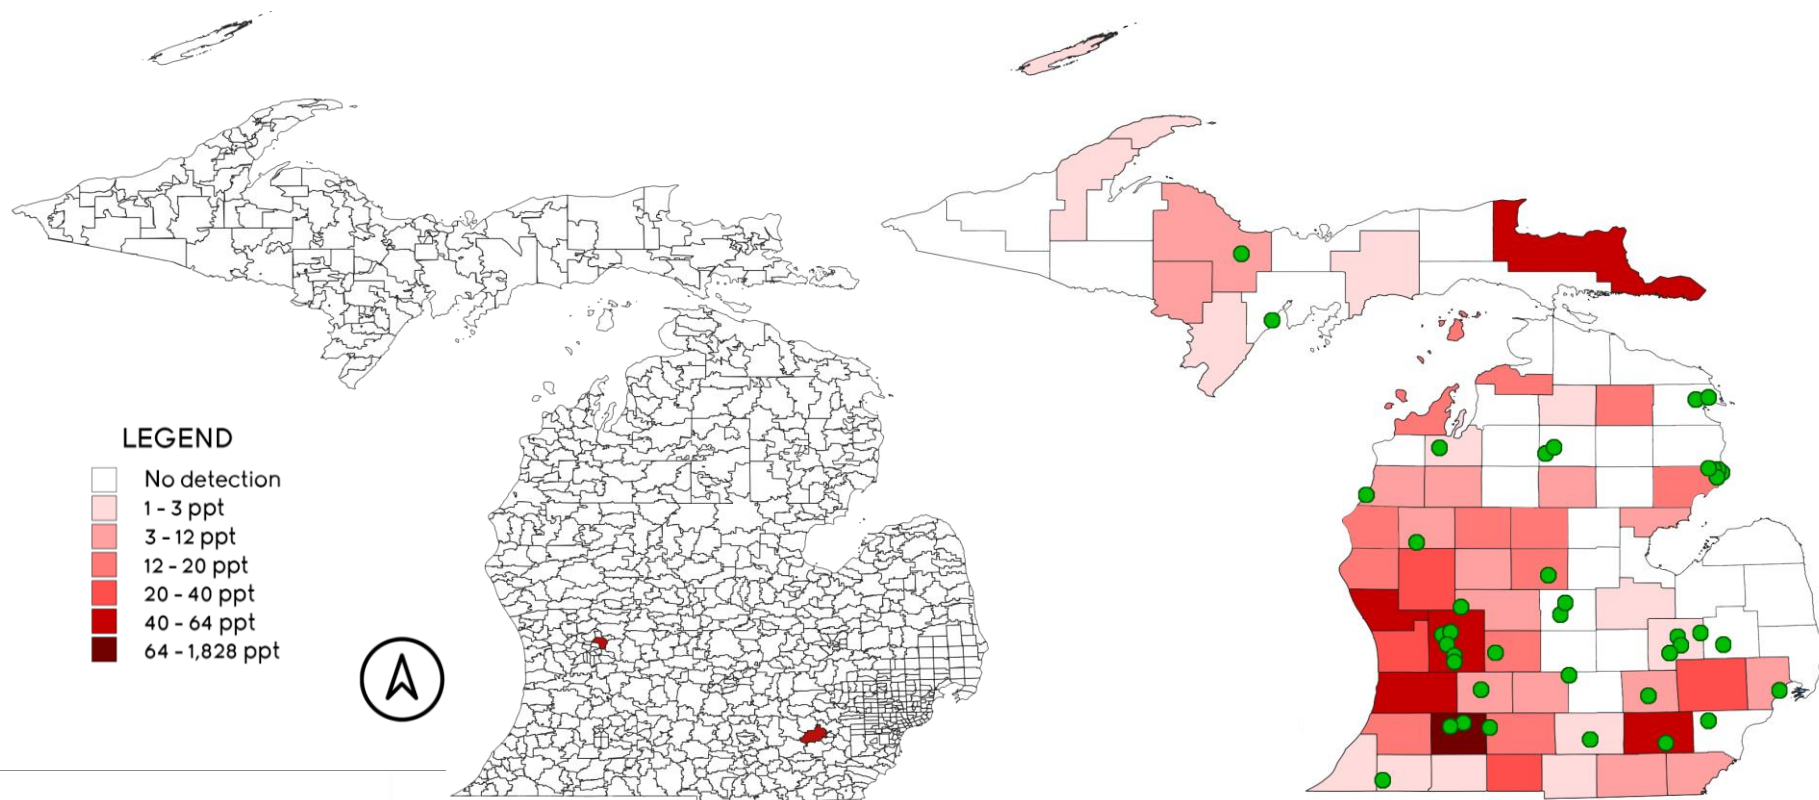 LEGEND
No detection
1 - 3 ppt
3 - 12 ppt
12 - 20 ppt
20 - 40 ppt
40 - 64 ppt
64 - 1,828 ppt